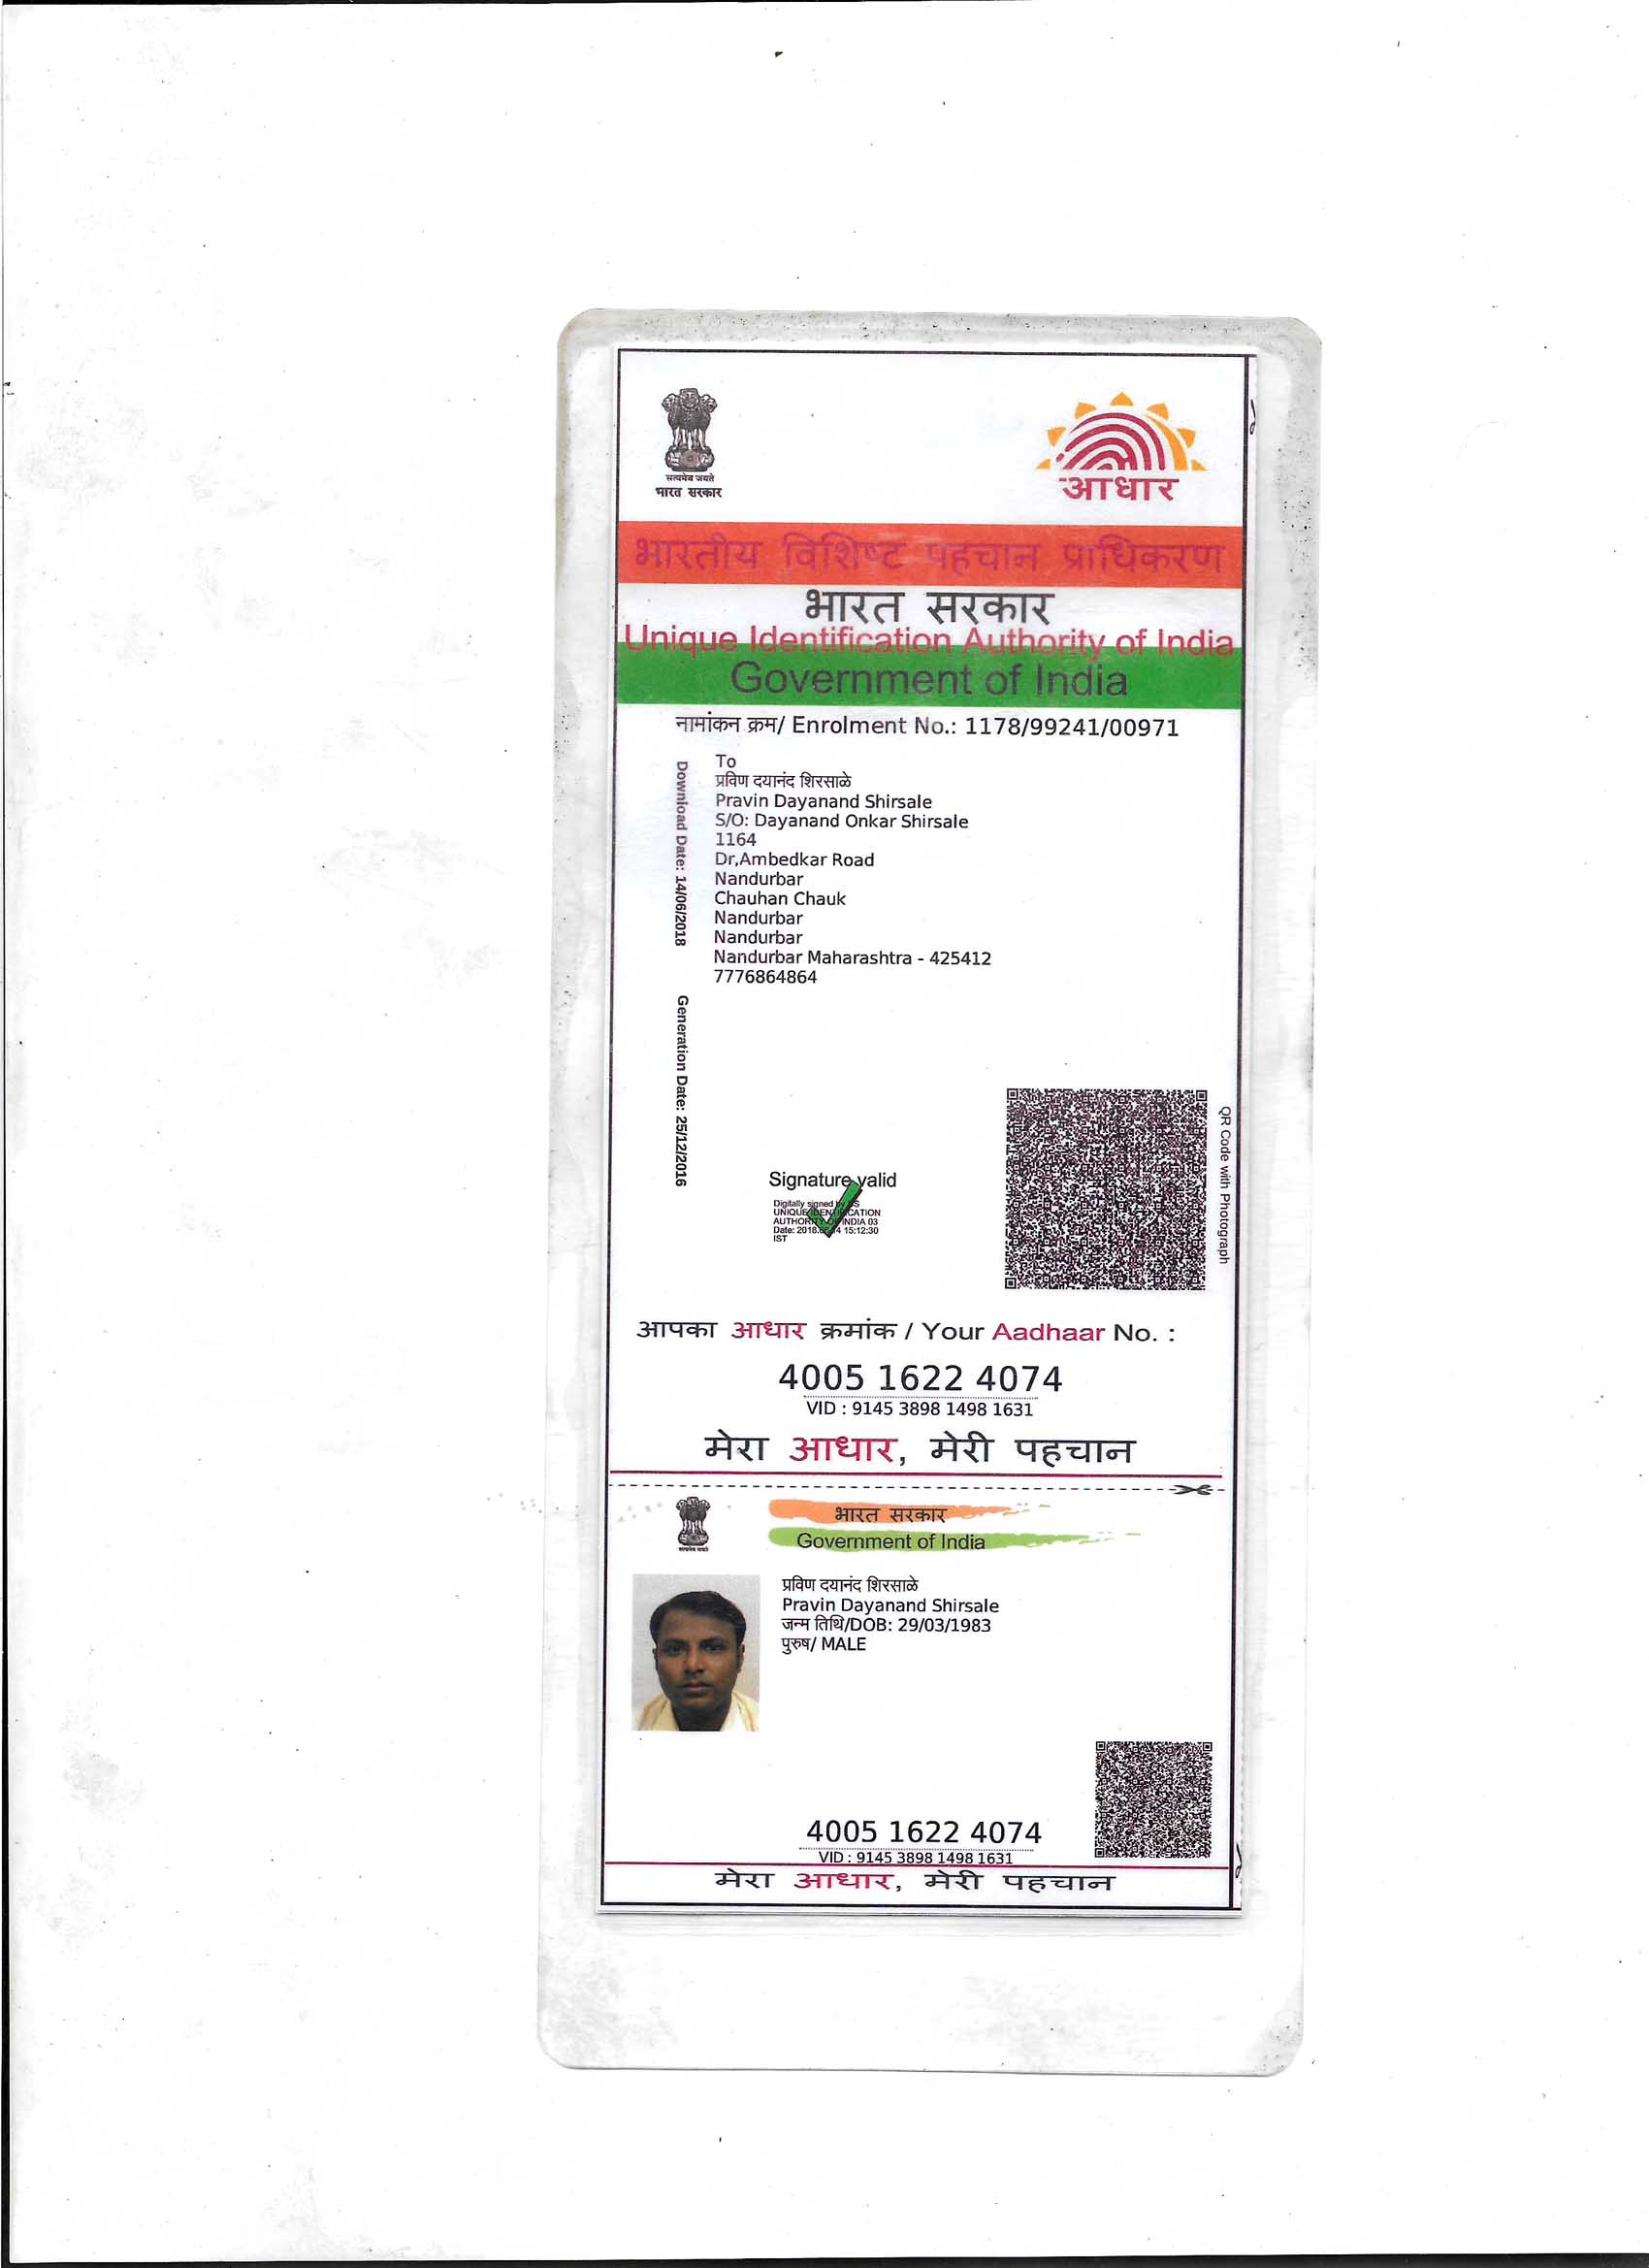 सत्यमेव जयते
भारत सरकार
आधार
भारतीय विशिष्ट पहचान प्राधिकरण
भारत सरकार
Unique Identification Authority of India
Government of India
नामांकन क्रम/ Enrolment No.: 1178/99241/00971
Download Date: 14/06/2018
To
प्रविण दयानंद शिरसाळे
Pravin Dayanand Shirsale
S/O: Dayanand Onkar Shirsale
1164
Dr,Ambedkar Road
Nandurbar
Chauhan Chauk
Nandurbar
Nandurbar
Nandurbar Maharashtra - 425412
7776864864
Generation Date: 25/12/2016
QR Code with Photograph
Signature valid
Digitally signed by DS
UNIQUE IDENTIFICATION
AUTHORITY OF INDIA 03
Date: 2018. 15:12:30
IST
आपका आधार क्रमांक / Your Aadhaar No. :
4005 1622 4074
VID : 9145 3898 1498 1631
मेरा आधार, मेरी पहचान
सत्यमेव जयते
भारत सरकार
Government of India
प्रविण दयानंद शिरसाळे
Pravin Dayanand Shirsale
जन्म तिथि/DOB: 29/03/1983
पुरुष/ MALE
4005 1622 4074
VID : 9145 3898 1498 1631
मेरा आधार, मेरी पहचान